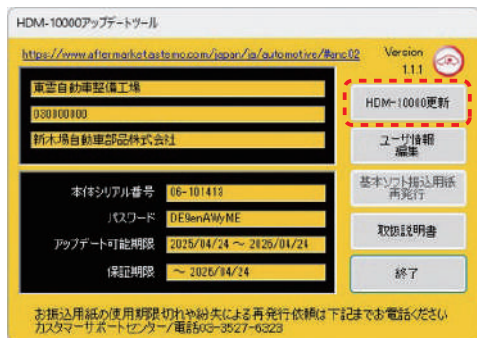 HDM-10000アップデートツール
https://www.aftermarket.astemo.com/japan/ja/automotive/#anc02
Version
1.1.1
東雲自動車整備工場
030000000
新木場自動車部品株式会社
HDM-10000更新
ユーザ情報
編集
基本ソフト振込用紙
再発行
取扱説明書
終了
本体シリアル番号 06-101413
パスワード DE9enAWyME
アップデート可能期限 2025/04/24 ～ 2026/04/24
保証期限 ～ 2026/04/24
お振込用紙の使用期限切れや紛失による再発行依頼は下記までお電話ください
カスタマーサポートセンター/電話03-3527-6323